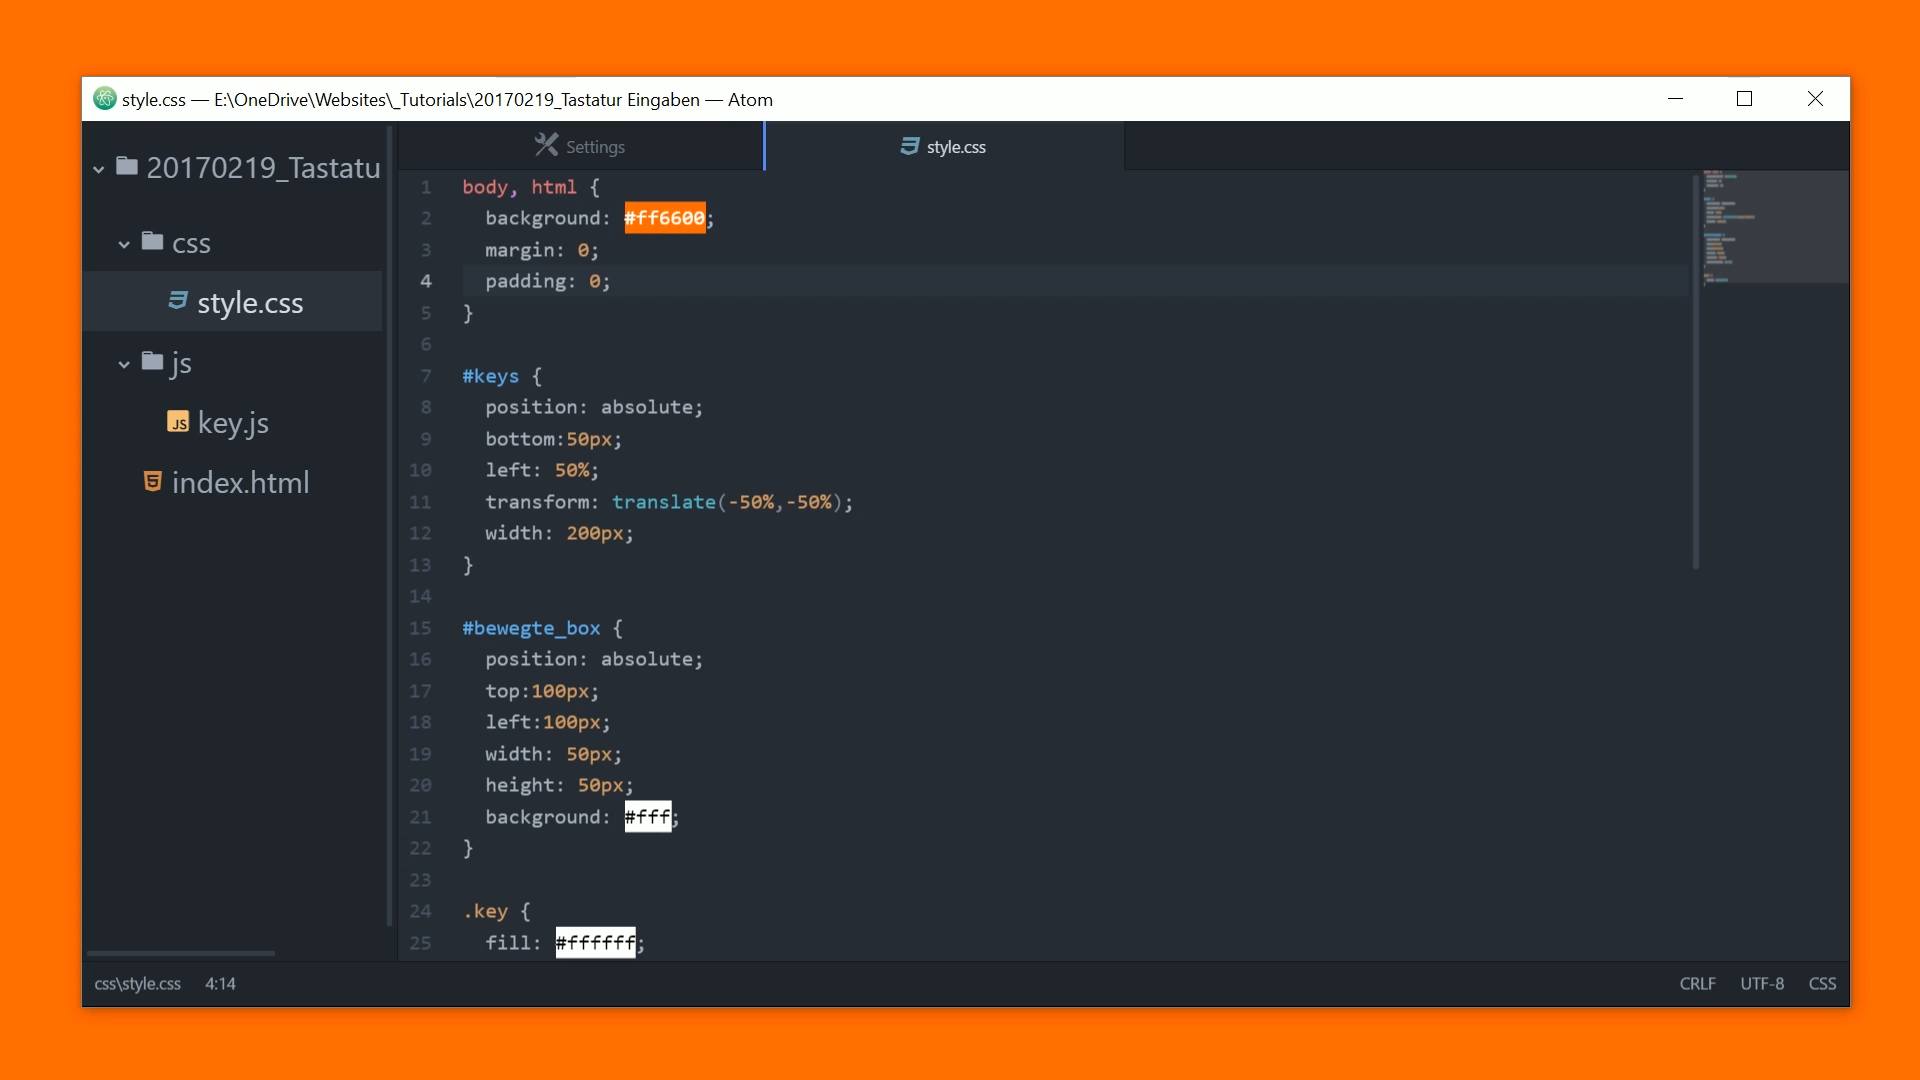 style.css — E:\OneDrive\Websites\_Tutorials\20170219_Tastatur Eingaben — Atom
20170219_Tastatu
css
style.css
js
JS key.js
index.html
Settings
style.css
1 body, html {
2 background: #ff6600;
3 margin: 0;
4 padding: 0;
5 }
6
7 #keys {
8 position: absolute;
9 bottom:50px;
10 left: 50%;
11 transform: translate(-50%,-50%);
12 width: 200px;
13 }
14
15 #bewegte_box {
16 position: absolute;
17 top:100px;
18 left:100px;
19 width: 50px;
20 height: 50px;
21 background: #fff;
22 }
23
24 .key {
25 fill: #ffffff;
css\style.css 4:14
CRLF UTF-8 CSS